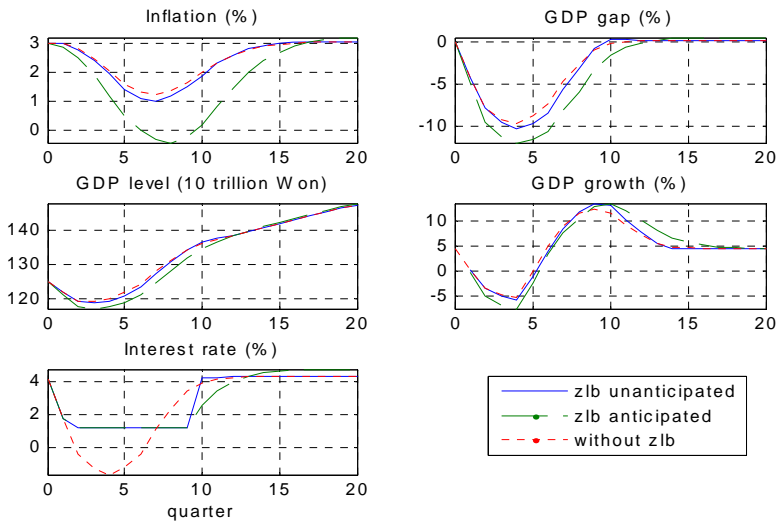 Inflation (%)
3
2
1
0
0 5 10 15 20
GDP gap (%)
0
-5
-10
0 5 10 15 20
GDP level (10 trillion Won)
140
130
120
0 5 10 15 20
GDP growth (%)
10
5
0
-5
0 5 10 15 20
Interest rate (%)
4
2
0
0 5 10 15 20
quarter
zlb unanticipated
zlb anticipated
without zlb